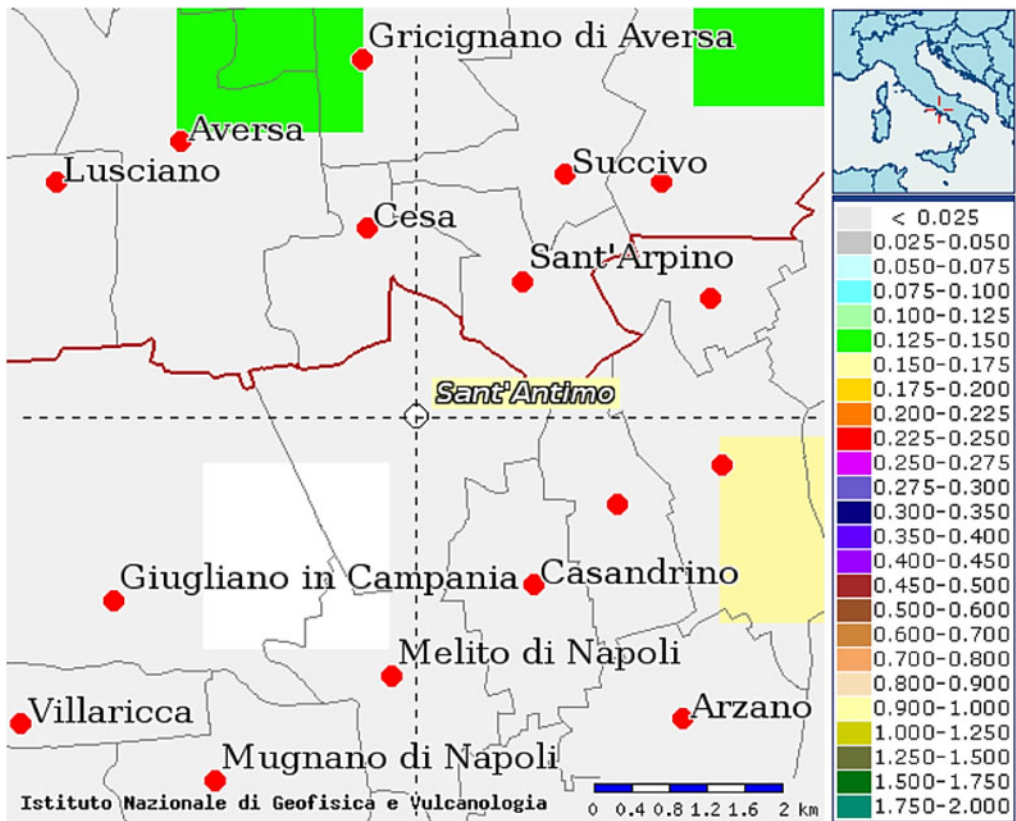 Gricignano di Aversa
Aversa
Lusciano
Succivo
Cesa
Sant'Arpino
Sant'Antimo
Giugliano in Campania
Casandrino
Melito di Napoli
Villaricca
Arzano
Mugnano di Napoli
Istituto Nazionale di Geofisica e Vulcanologia
0 0.4 0.8 1.2 1.6 2 km
< 0.025
0.025-0.050
0.050-0.075
0.075-0.100
0.100-0.125
0.125-0.150
0.150-0.175
0.175-0.200
0.200-0.225
0.225-0.250
0.250-0.275
0.275-0.300
0.300-0.350
0.350-0.400
0.400-0.450
0.450-0.500
0.500-0.600
0.600-0.700
0.700-0.800
0.800-0.900
0.900-1.000
1.000-1.250
1.250-1.500
1.500-1.750
1.750-2.000